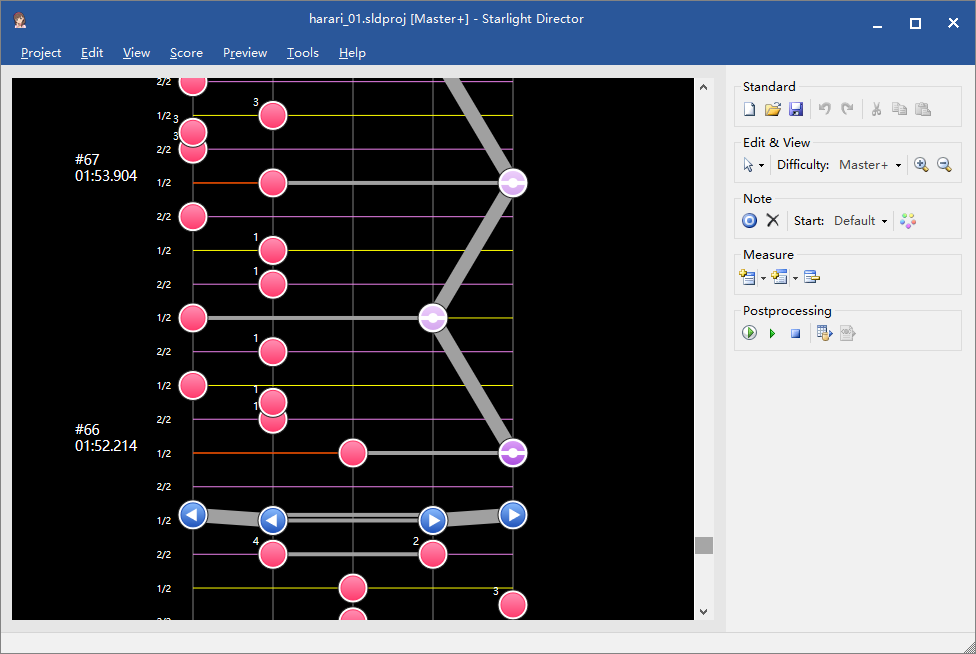 harari_01.sldproj [Master+] - Starlight Director
Project Edit View Score Preview Tools Help
2/2
1/2 3
3
3
2/2
#67
01:53.904
1/2
2/2
1/2 1
2/2 1
1/2
2/2 1
1/2
1
2/2 1
#66
01:52.214
1/2
2/2
1/2
2/2 4 2
1/2
3
2/2
Standard
Edit & View
Difficulty: Master+
Note
Start: Default
Measure
Postprocessing